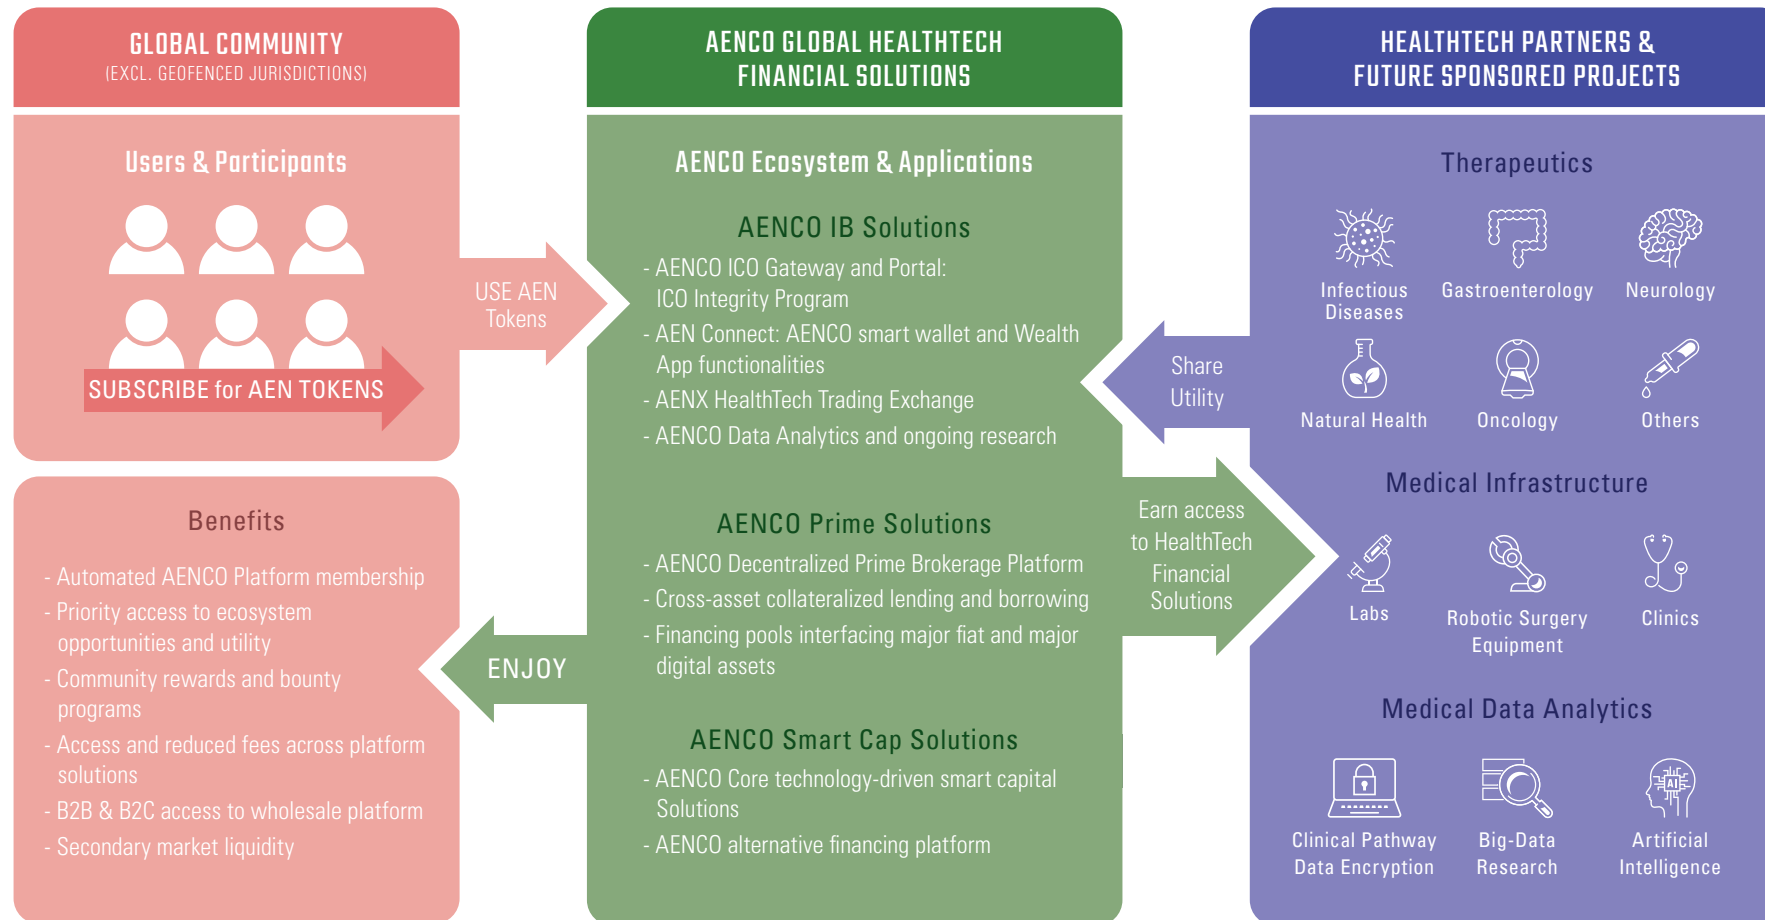 GLOBAL COMMUNITY
(EXCL. GEOFENCED JURISDICTIONS)
Users & Participants
SUBSCRIBE for AEN TOKENS
USE AEN
Tokens
Benefits
- Automated AENCO Platform membership
- Priority access to ecosystem
opportunities and utility
- Community rewards and bounty
programs
- Access and reduced fees across platform
solutions
- B2B & B2C access to wholesale platform
- Secondary market liquidity
ENJOY
AENCO GLOBAL HEALTHTECH
FINANCIAL SOLUTIONS
AENCO Ecosystem & Applications
AENCO IB Solutions
- AENCO ICO Gateway and Portal:
ICO Integrity Program
- AEN Connect: AENCO smart wallet and Wealth
App functionalities
- AENX HealthTech Trading Exchange
- AENCO Data Analytics and ongoing research
AENCO Prime Solutions
- AENCO Decentralized Prime Brokerage Platform
- Cross-asset collateralized lending and borrowing
- Financing pools interfacing major fiat and major
digital assets
AENCO Smart Cap Solutions
- AENCO Core technology-driven smart capital
Solutions
- AENCO alternative financing platform
Share
Utility
Earn access
to HealthTech
Financial
Solutions
HEALTHTECH PARTNERS &
FUTURE SPONSORED PROJECTS
Therapeutics
Infectious
Diseases
Gastroenterology
Neurology
Natural Health
Oncology
Others
Medical Infrastructure
Labs
Robotic Surgery
Equipment
Clinics
Medical Data Analytics
AI
Clinical Pathway
Data Encryption
Big-Data
Research
Artificial
Intelligence